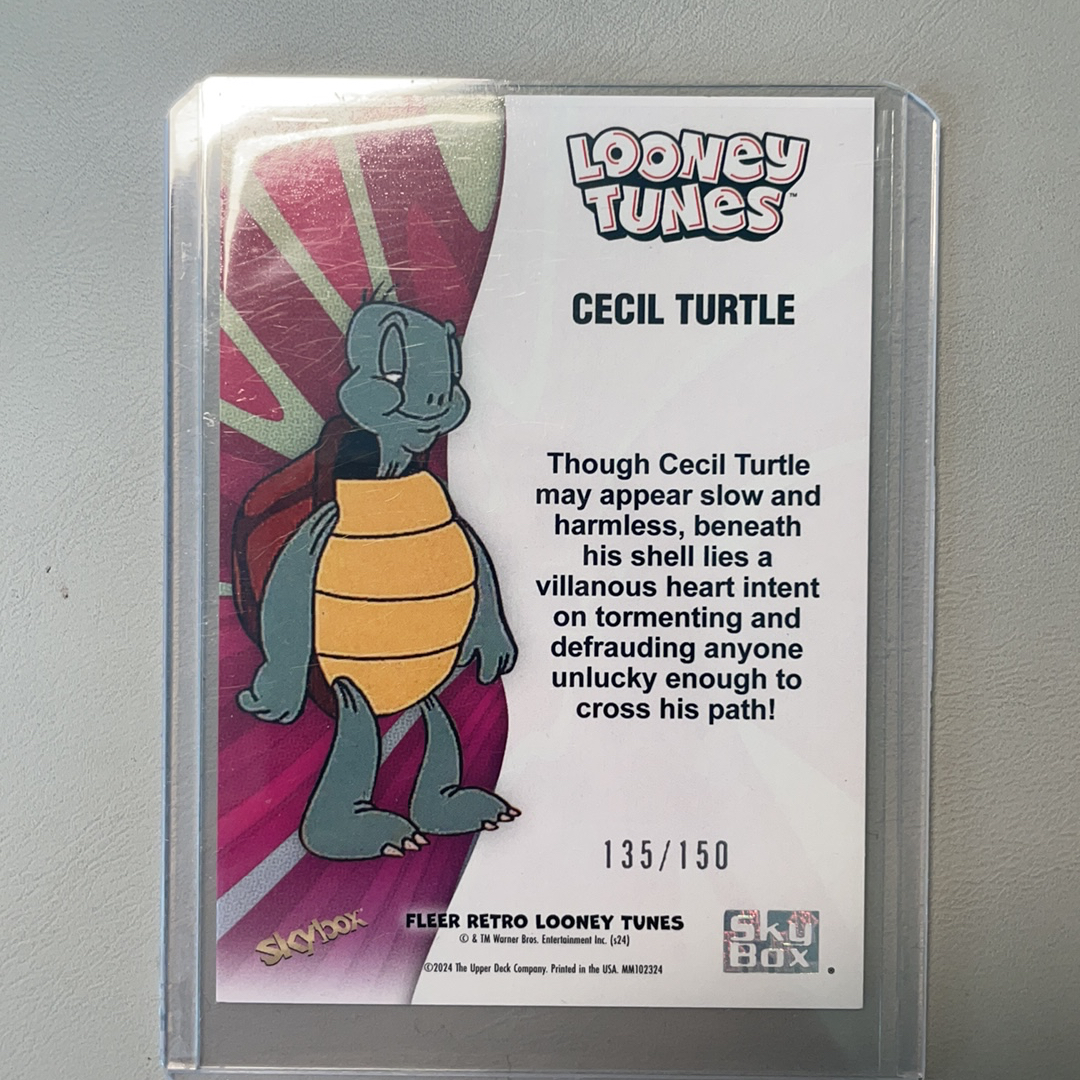 LOONEY
TUNES™
CECIL TURTLE
Though Cecil Turtle
may appear slow and
harmless, beneath
his shell lies a
villanous heart intent
on tormenting and
defrauding anyone
unlucky enough to
cross his path!
135/150
skybox™
FLEER RETRO LOONEY TUNES
© & TM Warner Bros. Entertainment Inc. (s24)
©2024 The Upper Deck Company. Printed in the USA. MM102324
Sky
Box
®